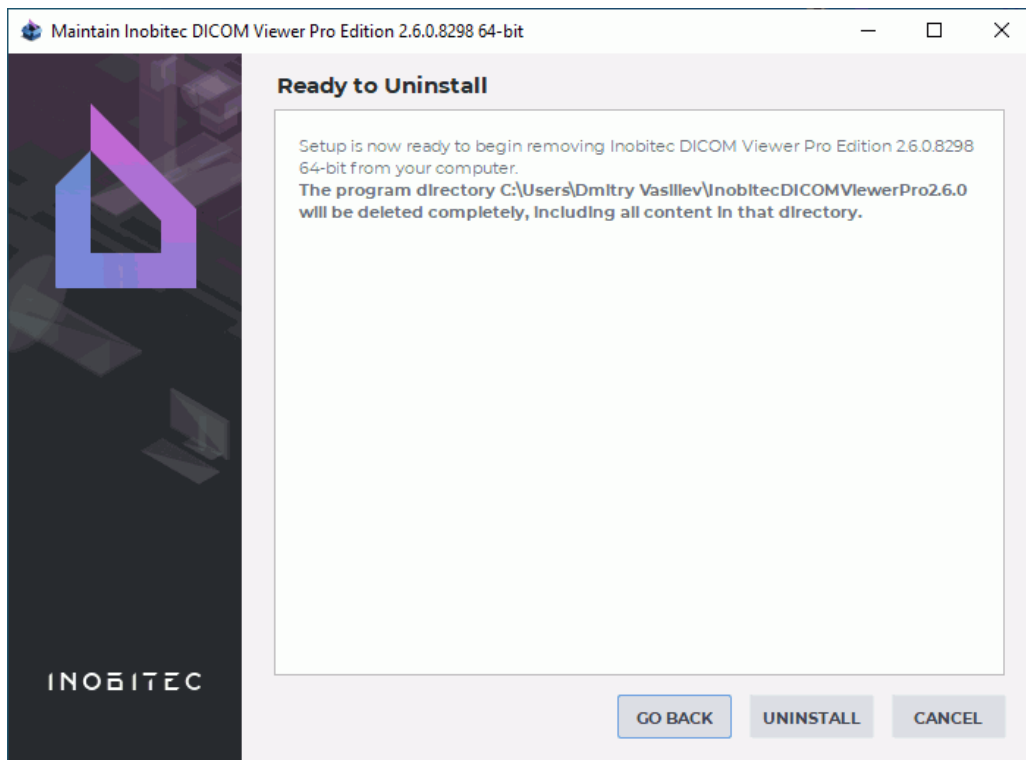 Maintain Inobitec DICOM Viewer Pro Edition 2.6.0.8298 64-bit
Ready to Uninstall
Setup is now ready to begin removing Inobitec DICOM Viewer Pro Edition 2.6.0.8298
64-bit from your computer.
The program directory C:\Users\Dmitry Vasiliev\InobitecDICOMViewerPro2.6.0
will be deleted completely, including all content in that directory.
INOBITEC
GO BACK
UNINSTALL
CANCEL